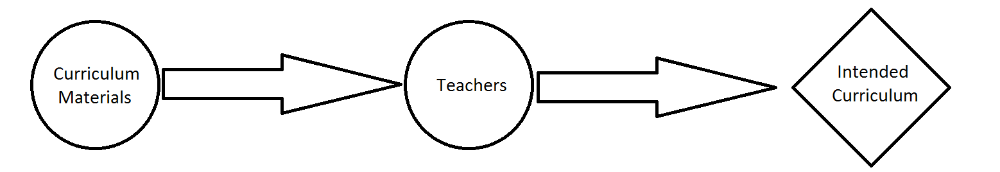 Curriculum
Materials
Teachers
Intended
Curriculum